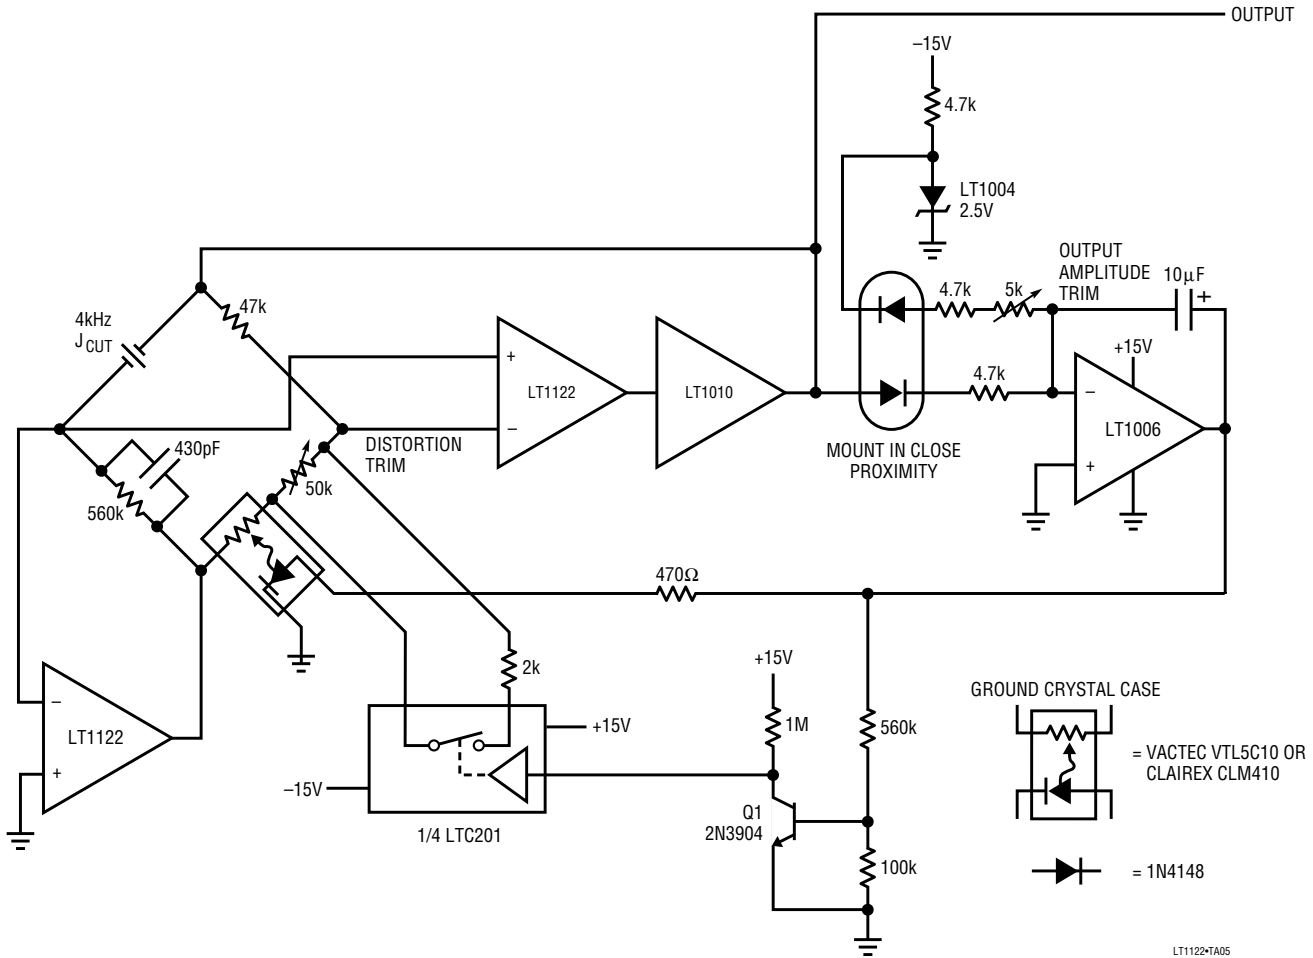 OUTPUT
–15V
4.7k
LT1004
2.5V
OUTPUT
AMPLITUDE
TRIM
10µF
+
4.7k
5k
47k
4kHz
JCUT
+15V
+
LT1122
–
LT1010
4.7k
–
LT1006
+
MOUNT IN CLOSE
PROXIMITY
DISTORTION
TRIM
430pF
50k
560k
470Ω
2k
+15V
GROUND CRYSTAL CASE
–
LT1122
+
+15V
1M
560k
= VACTEC VTL5C10 OR
CLAIREX CLM410
–15V
Q1
2N3904
1/4 LTC201
100k
= 1N4148
LT1122•TA05